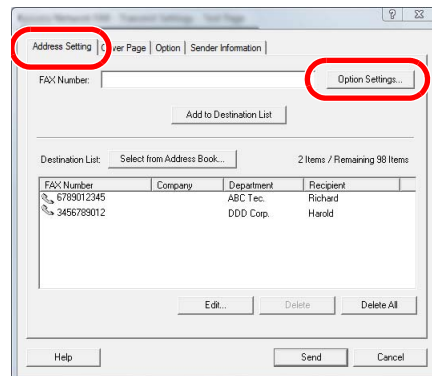 Address Setting Cover Page Option Sender Information
FAX Number: Option Settings...
Add to Destination List
Destination List: Select from Address Book... 2 Items / Remaining 98 Items
FAX Number Company Department Recipient
6789012345 ABC Tec. Richard
3456789012 DDD Corp. Harold
Edit... Delete Delete All
Help Send Cancel